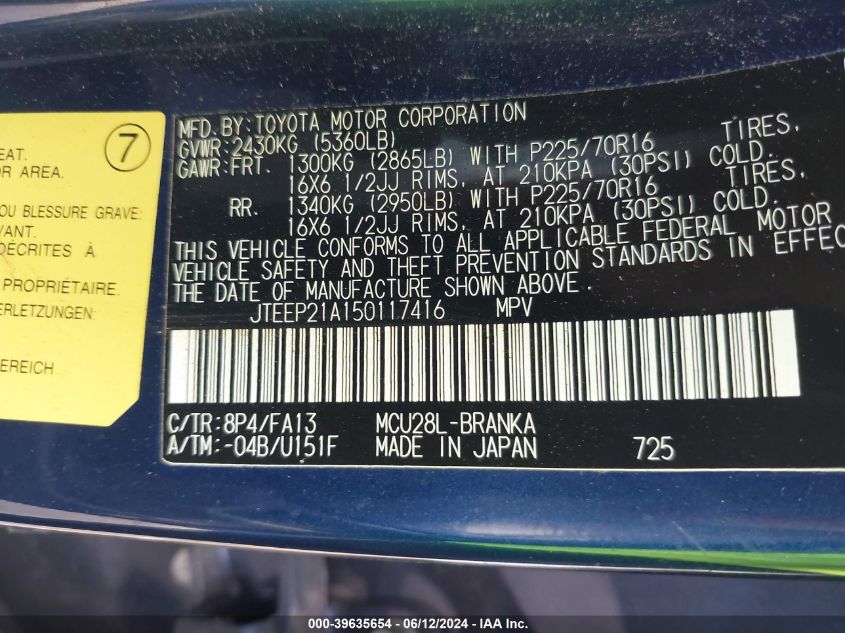 7
EAT.
OR AREA.
OU BLESSURE GRAVE:
VANT.
DÉCRITES À
PROPRIÉTAIRE.
ERLETZUNGEN:
BEREICH
MFD. BY: TOYOTA MOTOR CORPORATION
GVWR: 2430KG (5360LB)
GAWR: FRT. 1300KG (2865LB) WITH P225/70R16 TIRES,
16X6 1/2JJ RIMS, AT 210KPA (30PSI) COLD.
RR. 1340KG (2950LB) WITH P225/70R16 TIRES,
16X6 1/2JJ RIMS, AT 210KPA (30PSI) COLD.
THIS VEHICLE CONFORMS TO ALL APPLICABLE FEDERAL MOTOR
VEHICLE SAFETY AND THEFT PREVENTION STANDARDS IN EFFEC
THE DATE OF MANUFACTURE SHOWN ABOVE.
JTEEP21A150117416 MPV
C/TR: 8P4/FA13 MCU28L-BRANKA
A/TM: -04B/U151F MADE IN JAPAN 725
000-39635654 / 06/12/2024 - IAA Inc.